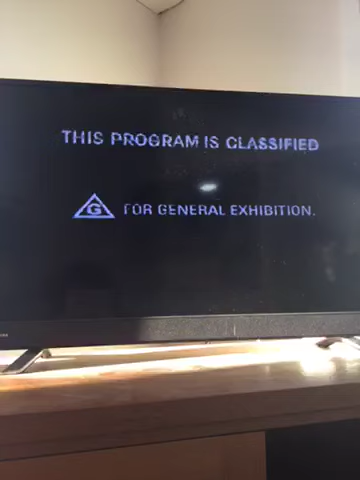 THIS PROGRAM IS CLASSIFIED
G FOR GENERAL EXHIBITION.